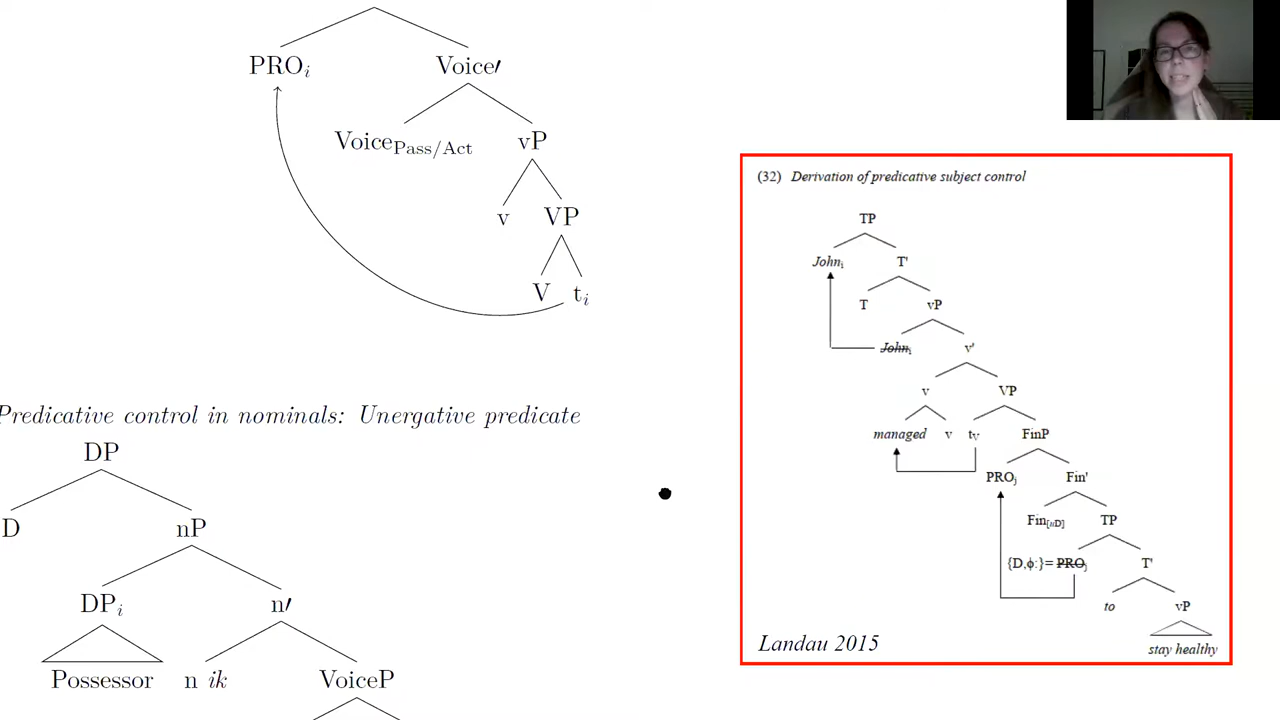 PROi Voice′
VoicePass/Act vP
v VP
V ti
Predicative control in nominals: Unergative predicate
DP
D nP
DPi n′
Possessor n ik VoiceP
(32) Derivation of predicative subject control
TP
Johni T'
T vP
Johni v'
v VP
managed v tV FinP
PROj Fin'
Fin[uD] TP
{D,ϕ:}= PROj T'
to vP
stay healthy
Landau 2015